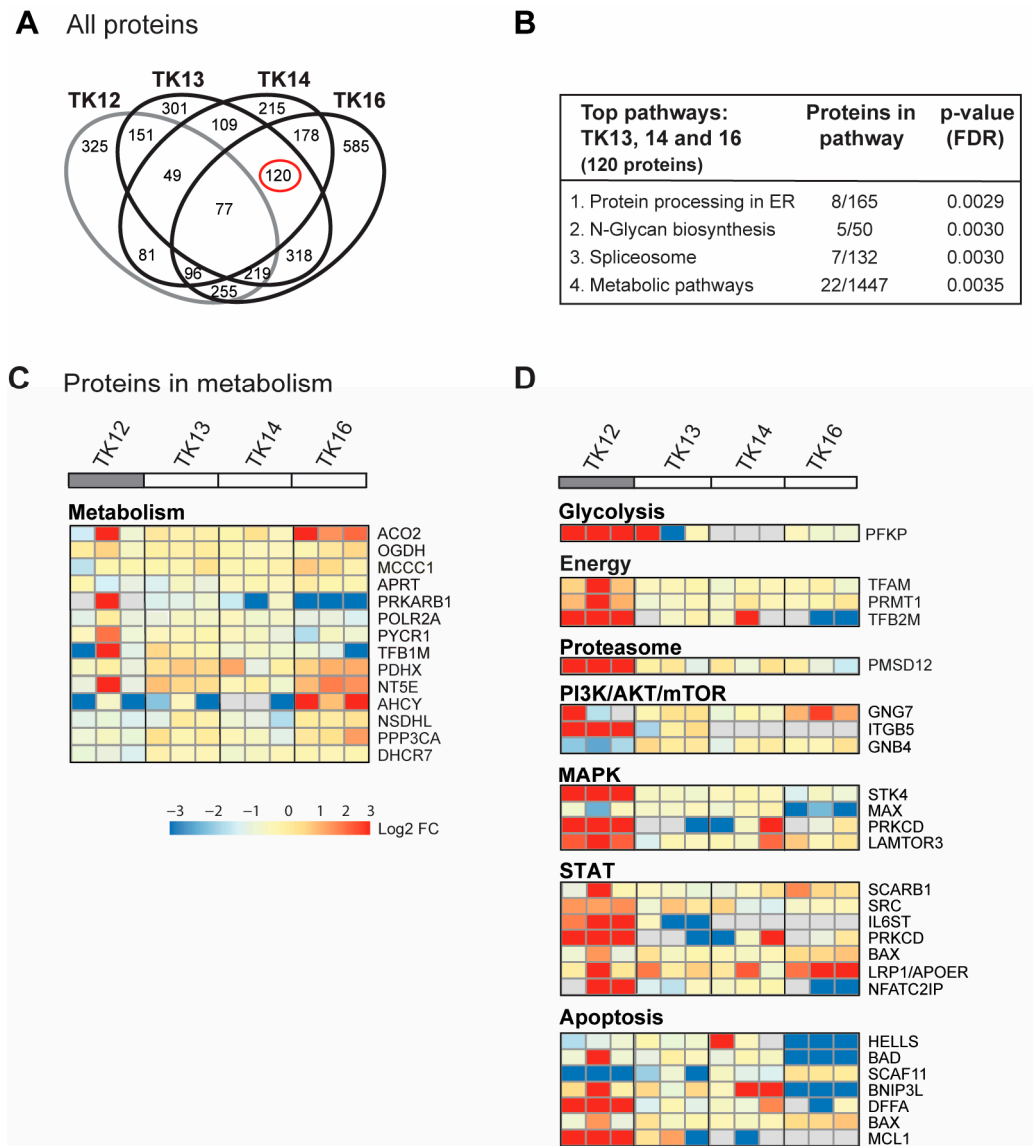 A All proteins
TK12
TK13
TK14
TK16
325
151
301
109
215
178
585
49
120
77
81
96
219
318
255
B
Top pathways: TK13, 14 and 16 (120 proteins)
Proteins in pathway
p-value (FDR)
1. Protein processing in ER 8/165 0.0029
2. N-Glycan biosynthesis 5/50 0.0030
3. Spliceosome 7/132 0.0030
4. Metabolic pathways 22/1447 0.0035
C Proteins in metabolism
TK12 TK13 TK14 TK16
Metabolism
ACO2
OGDH
MCCC1
APRT
PRKARB1
POLR2A
PYCR1
TFB1M
PDHX
NT5E
AHCY
NSDHL
PPP3CA
DHCR7
−3 −2 −1 0 1 2 3
Log2 FC
D
TK12 TK13 TK14 TK16
Glycolysis
PFKP
Energy
TFAM
PRMT1
TFB2M
Proteasome
PMSD12
PI3K/AKT/mTOR
GNG7
ITGB5
GNB4
MAPK
STK4
MAX
PRKCD
LAMTOR3
STAT
SCARB1
SRC
IL6ST
PRKCD
BAX
LRP1/APOER
NFATC2IP
Apoptosis
HELLS
BAD
SCAF11
BNIP3L
DFFA
BAX
MCL1